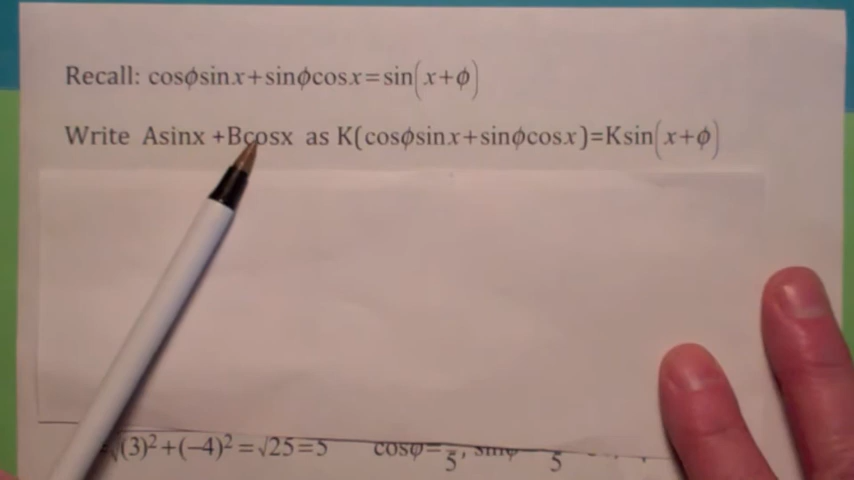 Recall: cosϕsinx+sinϕcosx=sin(x+ϕ)
Write Asinx +Bcosx as K(cosϕsinx+sinϕcosx)=Ksin(x+ϕ)
√(3)²+(−4)²=√25=5 cosφ= 5, 5